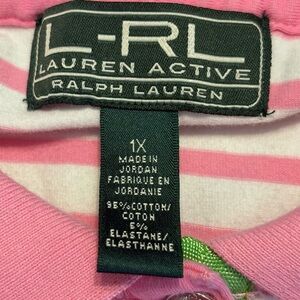 L-RL
LAUREN ACTIVE
RALPH LAUREN
1X
MADE IN
JORDAN
FABRIQUE EN
JORDANIE
95% COTTON/
COTON
5%
ELASTANE/
ELASTHANNE